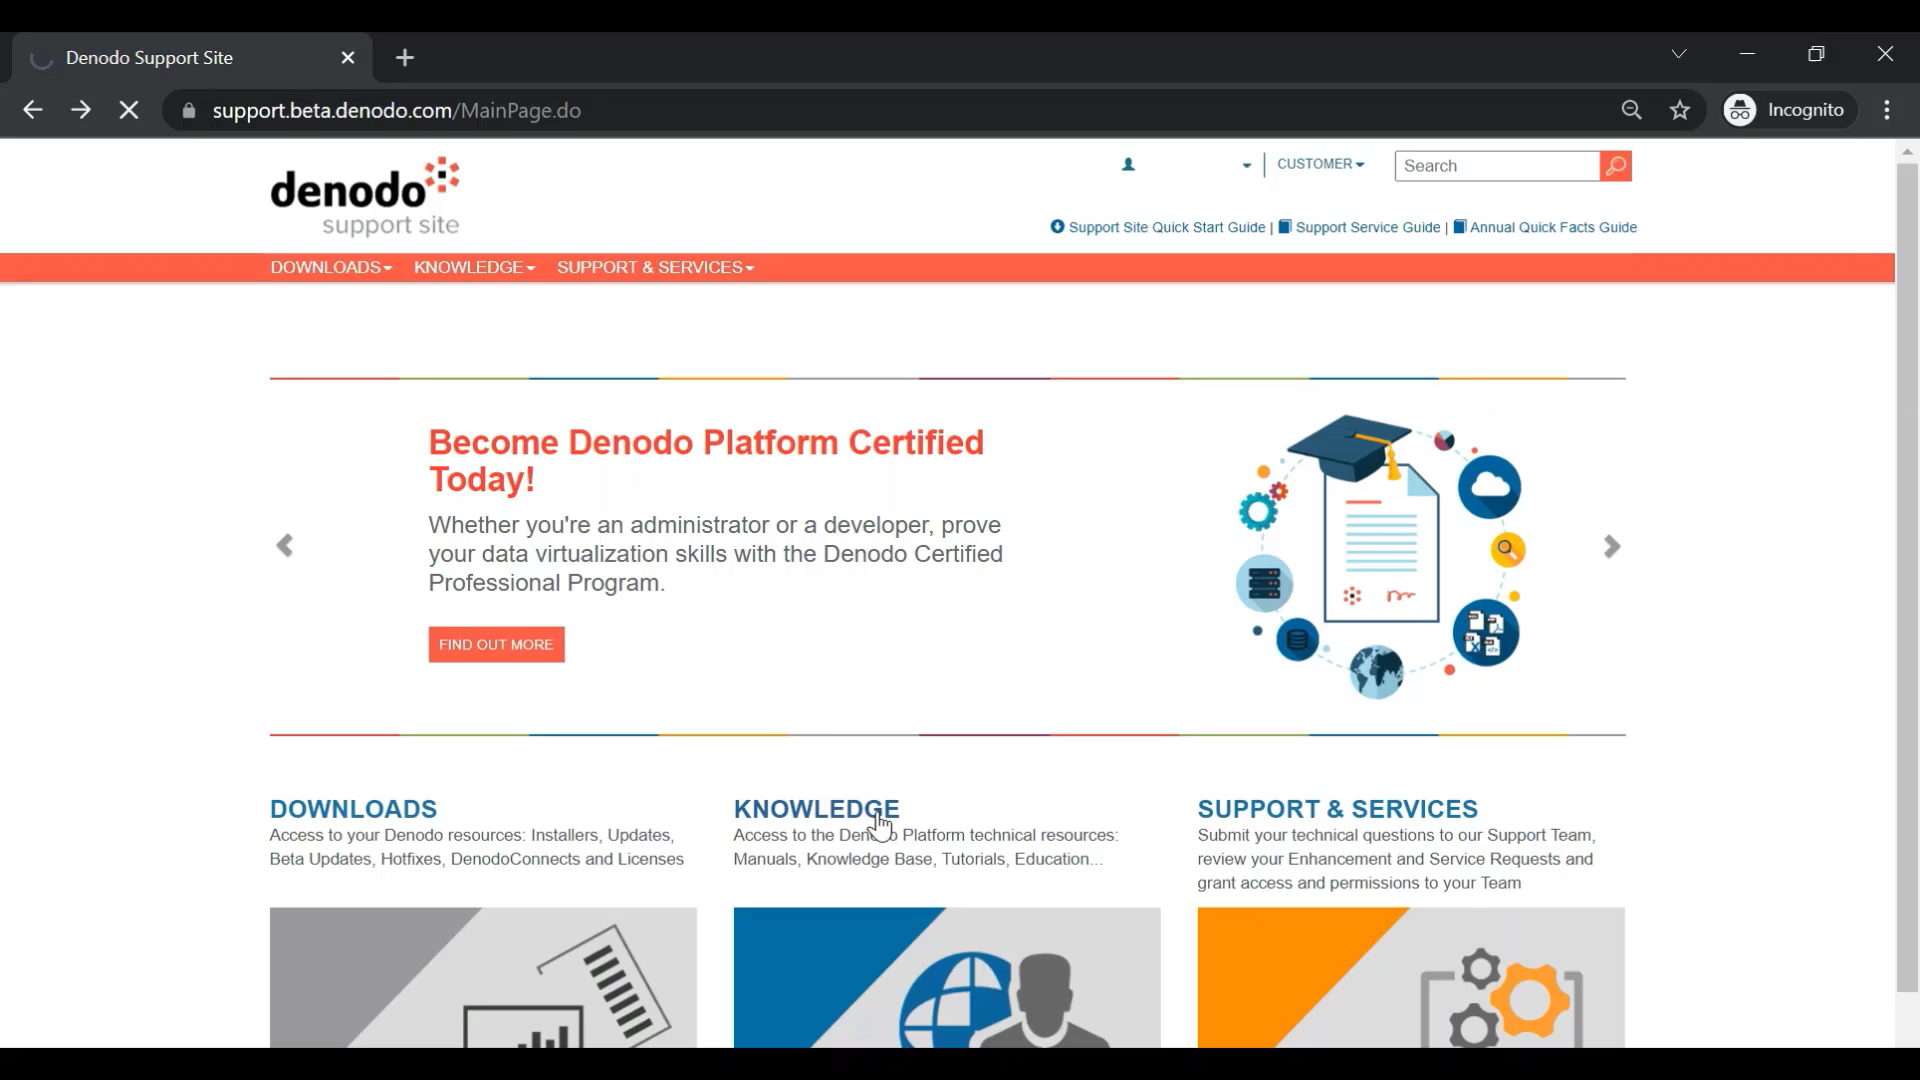 Denodo Support Site
support.beta.denodo.com/MainPage.do
Incognito
denodo
support site
CUSTOMER
Search
Support Site Quick Start Guide | Support Service Guide | Annual Quick Facts Guide
DOWNLOADS KNOWLEDGE SUPPORT & SERVICES
Become Denodo Platform Certified
Today!
Whether you're an administrator or a developer, prove
your data virtualization skills with the Denodo Certified
Professional Program.
FIND OUT MORE
DOWNLOADS
Access to your Denodo resources: Installers, Updates,
Beta Updates, Hotfixes, DenodoConnects and Licenses
KNOWLEDGE
Access to the Denodo Platform technical resources:
Manuals, Knowledge Base, Tutorials, Education...
SUPPORT & SERVICES
Submit your technical questions to our Support Team,
review your Enhancement and Service Requests and
grant access and permissions to your Team